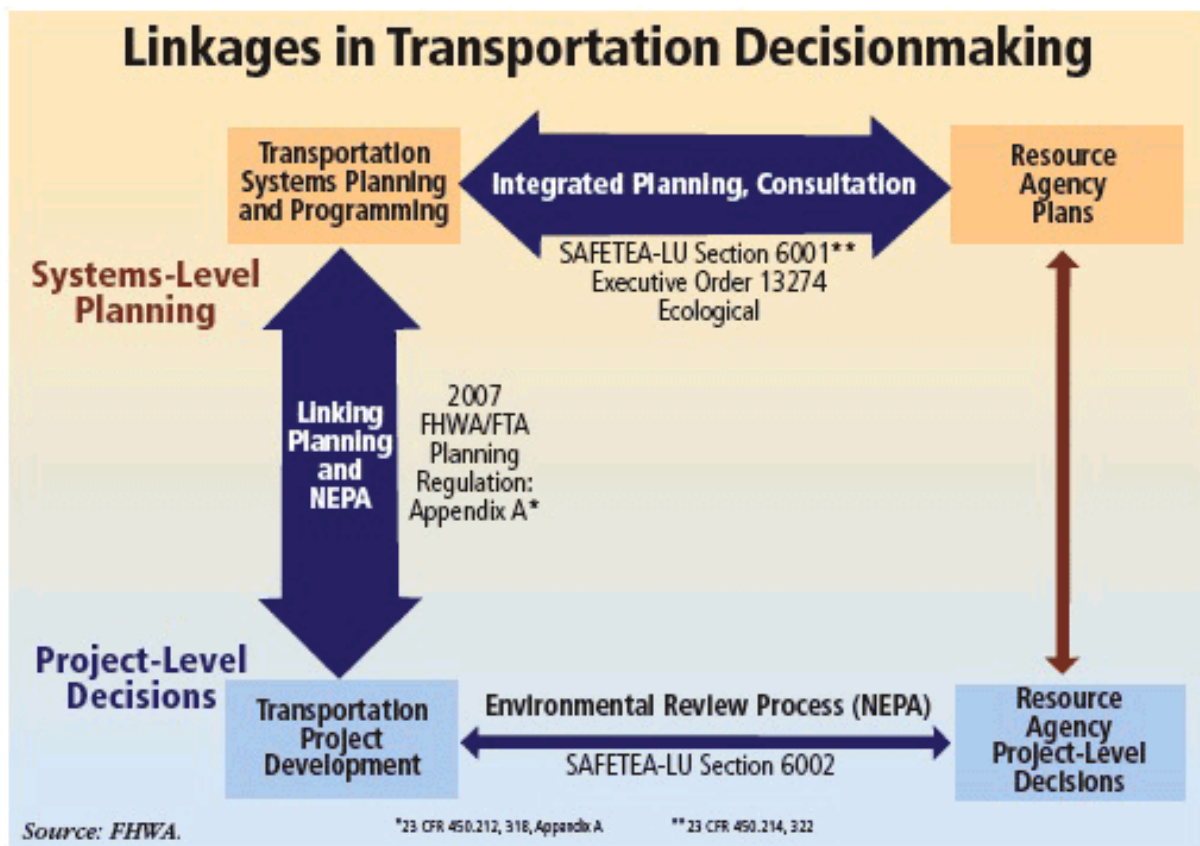 Linkages in Transportation Decisionmaking
Transportation
Systems Planning
and Programming
Integrated Planning, Consultation
Resource
Agency
Plans
SAFETEA-LU Section 6001**
Executive Order 13274
Ecological
Systems-Level
Planning
Linking
Planning
and
NEPA
2007
FHWA/FTA
Planning
Regulation:
Appendix A*
Project-Level
Decisions
Transportation
Project
Development
Environmental Review Process (NEPA)
SAFETEA-LU Section 6002
Resource
Agency
Project-Level
Decisions
Source: FHWA.
*23 CFR 450.212, 318, Appendix A
**23 CFR 450.214, 322